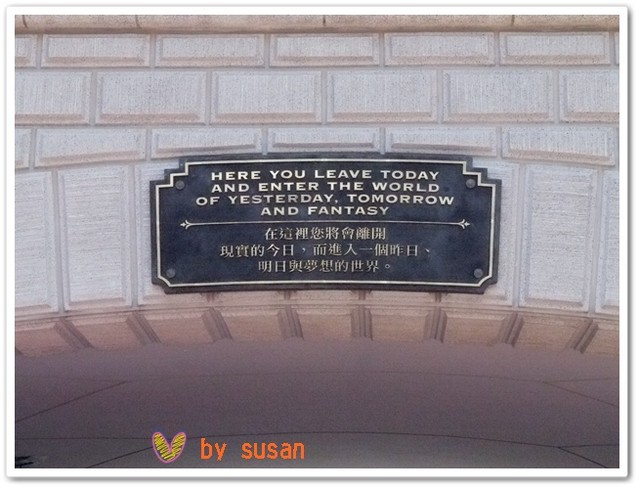 HERE YOU LEAVE TODAY
AND ENTER THE WORLD
OF YESTERDAY, TOMORROW
AND FANTASY
在這裡您將會離開
現實的今日，而進入一個昨日、
明日與夢想的世界。
by susan